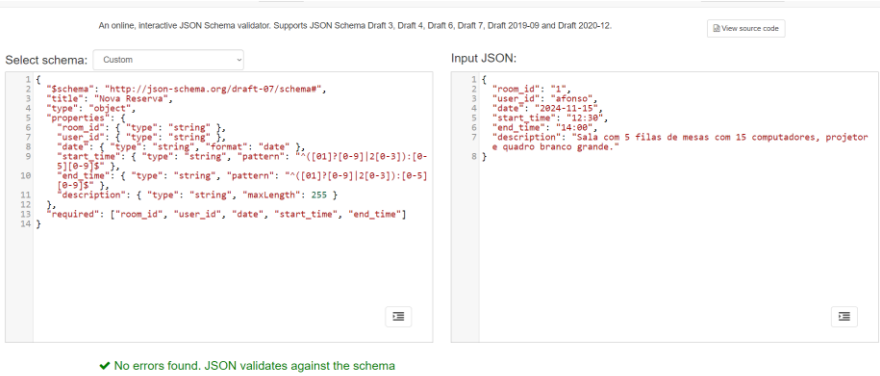 An online, interactive JSON Schema validator. Supports JSON Schema Draft 3, Draft 4, Draft 6, Draft 7, Draft 2019-09 and Draft 2020-12.
View source code
Select schema:
Custom
1 {
2 "$schema": "http://json-schema.org/draft-07/schema#",
3 "title": "Nova Reserva",
4 "type": "object",
5 "properties": {
6 "room_id": { "type": "string" },
7 "user_id": { "type": "string" },
8 "date": { "type": "string", "format": "date" },
9 "start_time": { "type": "string", "pattern": "^([01]?[0-9]|2[0-3]):[0-
5][0-9]$" },
10 "end_time": { "type": "string", "pattern": "^([01]?[0-9]|2[0-3]):[0-5]
[0-9]$" },
11 "description": { "type": "string", "maxLength": 255 }
12 },
13 "required": ["room_id", "user_id", "date", "start_time", "end_time"]
14 }
Input JSON:
1 {
2 "room_id": "1",
3 "user_id": "afonso",
4 "date": "2024-11-15",
5 "start_time": "12:30",
6 "end_time": "14:00",
7 "description": "Sala com 5 filas de mesas com 15 computadores, projetor
e quadro branco grande."
8 }
No errors found. JSON validates against the schema